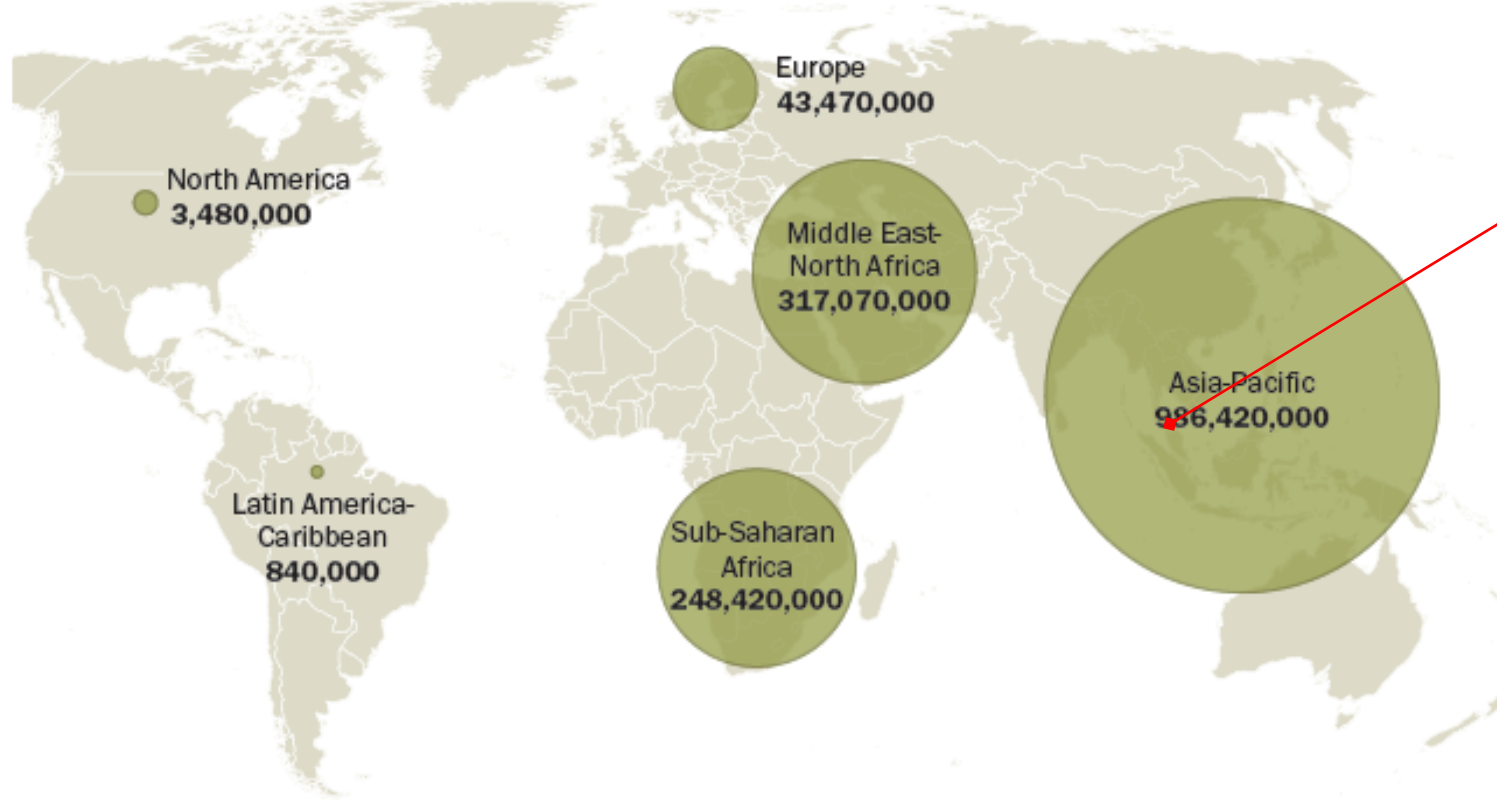 Europe
43,470,000
North America
3,480,000
Middle East-
North Africa
317,070,000
Asia-Pacific
986,420,000
Latin America-
Caribbean
840,000
Sub-Saharan
Africa
248,420,000